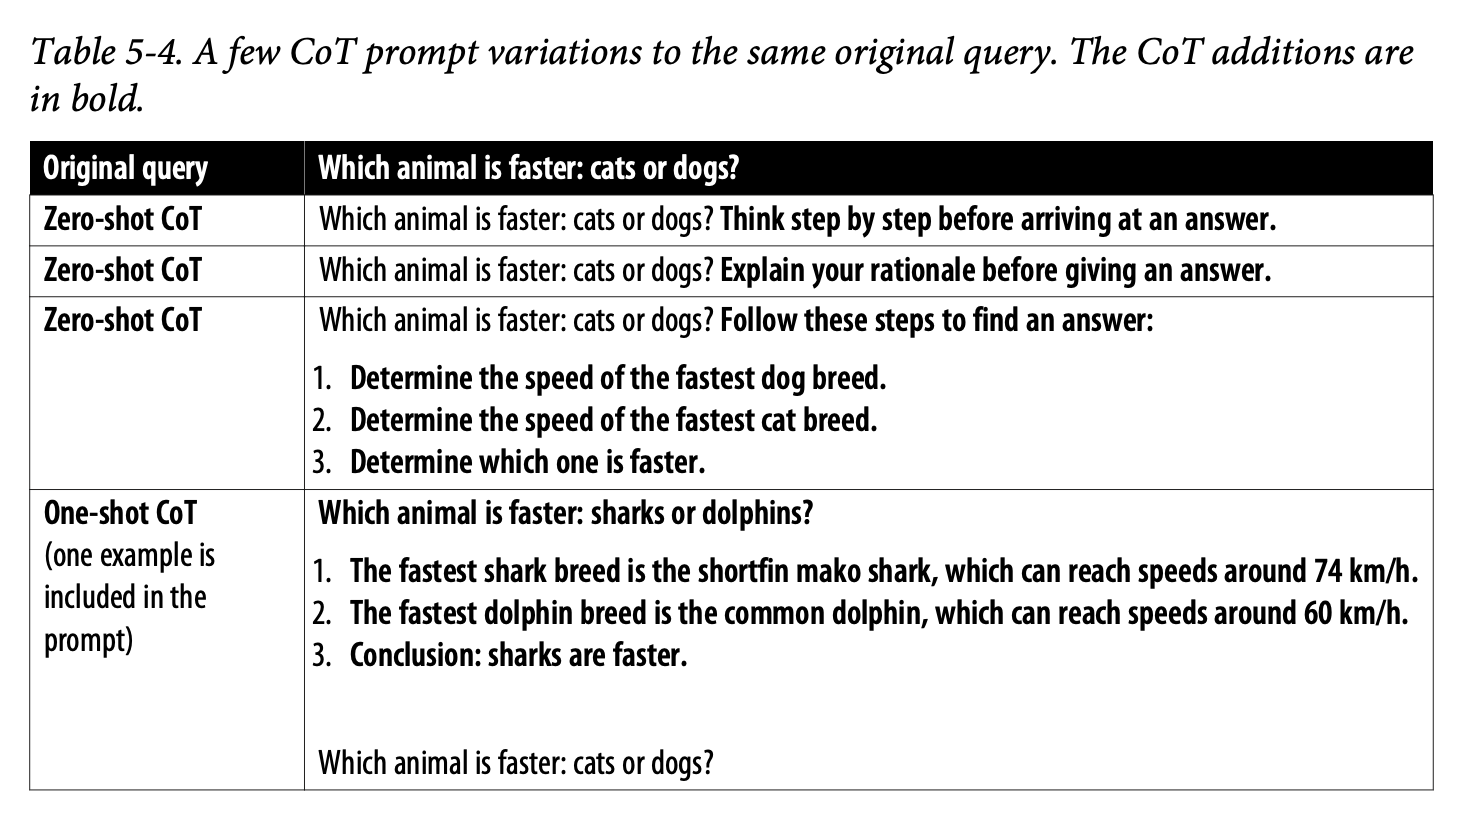 Table 5-4. A few CoT prompt variations to the same original query. The CoT additions are
in bold.
Original query
Which animal is faster: cats or dogs?
Zero-shot CoT
Which animal is faster: cats or dogs? Think step by step before arriving at an answer.
Zero-shot CoT
Which animal is faster: cats or dogs? Explain your rationale before giving an answer.
Zero-shot CoT
Which animal is faster: cats or dogs? Follow these steps to find an answer:
1. Determine the speed of the fastest dog breed.
2. Determine the speed of the fastest cat breed.
3. Determine which one is faster.
One-shot CoT
(one example is
included in the
prompt)
Which animal is faster: sharks or dolphins?
1. The fastest shark breed is the shortfin mako shark, which can reach speeds around 74 km/h.
2. The fastest dolphin breed is the common dolphin, which can reach speeds around 60 km/h.
3. Conclusion: sharks are faster.
Which animal is faster: cats or dogs?